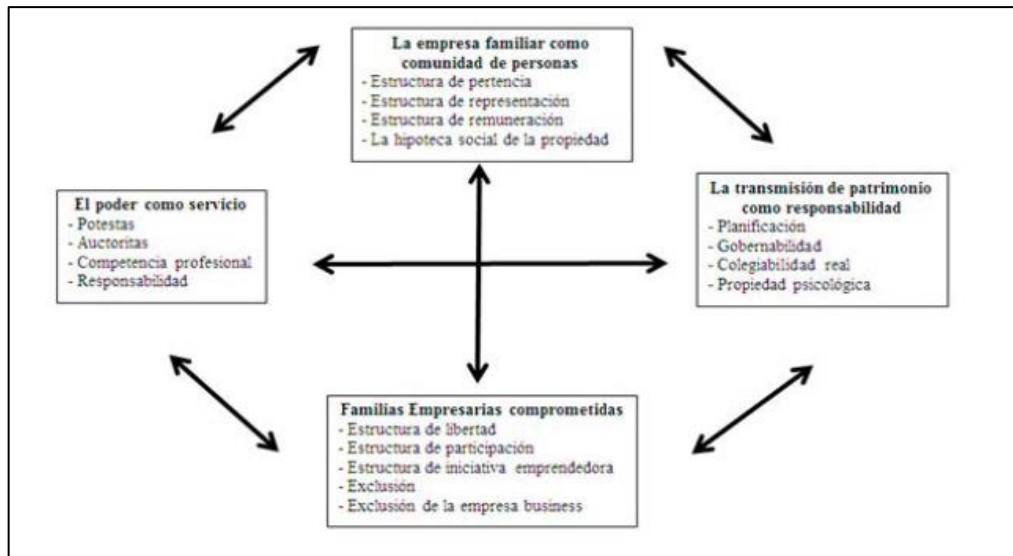 La empresa familiar como
comunidad de personas
- Estructura de pertencia
- Estructura de representación
- Estructura de remuneración
- La hipoteca social de la propiedad
El poder como servicio
- Potestas
- Auctoritas
- Competencia profesional
- Responsabilidad
La transmisión de patrimonio
como responsabilidad
- Planificación
- Gobernabilidad
- Colegiabilidad real
- Propiedad psicológica
Familias Empresarias comprometidas
- Estructura de libertad
- Estructura de participación
- Estructura de iniciativa emprendedora
- Exclusión
- Exclusión de la empresa business